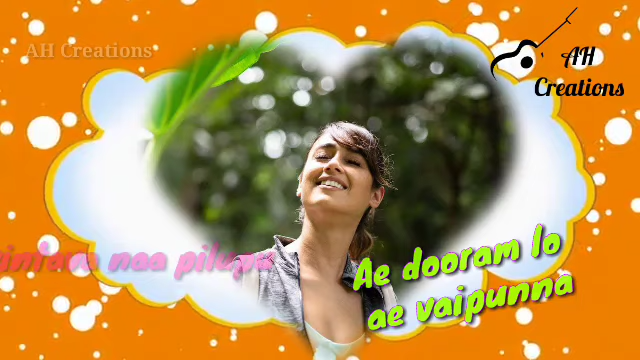 AH Creations
AH
Creations
naa pilupu
Ae dooram lo
ae vaipunna